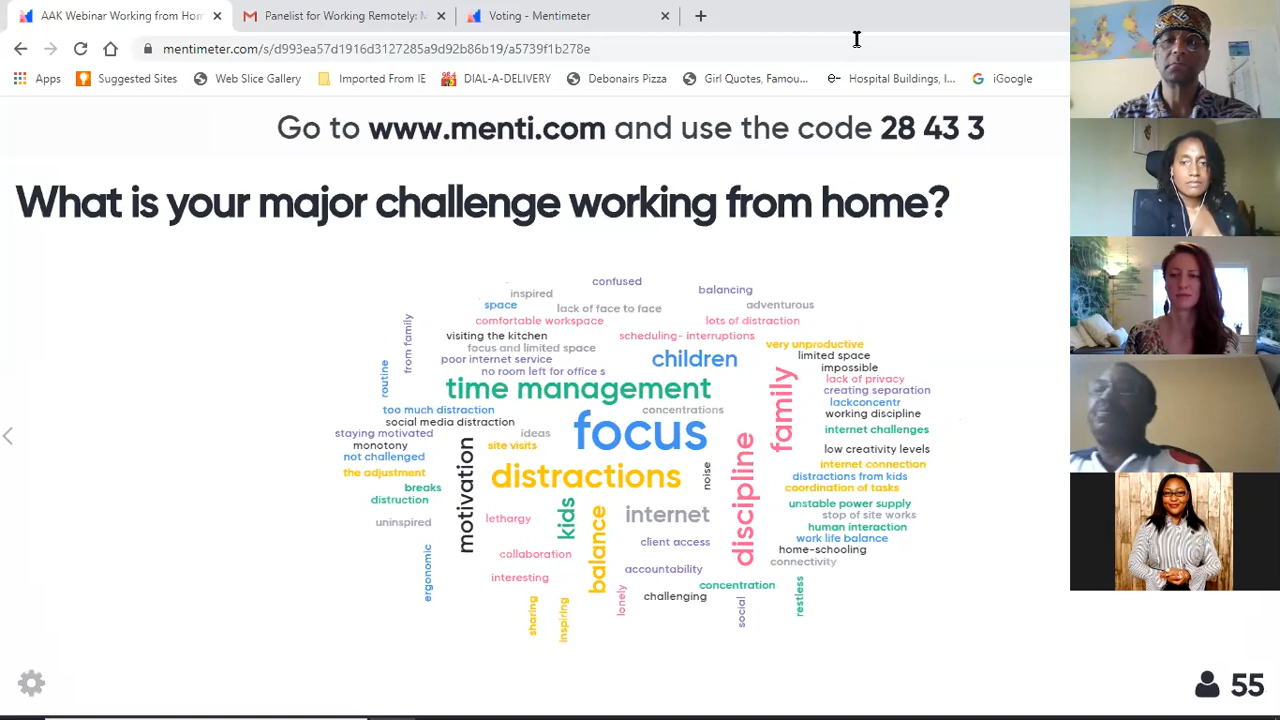 AAK Webinar Working from Hom
Panelist for Working Remotely: M
Voting - Mentimeter
mentimeter.com/s/d993ea57d1916d3127285a9d92b86b19/a5739f1b278e
Apps
Suggested Sites
Web Slice Gallery
Imported From IE
DIAL-A-DELIVERY
Debonairs Pizza
Girl Quotes, Famou...
Hospital Buildings, I...
iGoogle
Go to www.menti.com and use the code 28 43 3
What is your major challenge working from home?
confused
inspired
balancing
space
lack of face to face
adventurous
comfortable workspace
lots of distraction
from family
visiting the kitchen
scheduling- interruptions
focus and limited space
very unproductive
poor internet service
children
limited space
routine
no room left for office s
impossible
time management
family
lack of privacy
creating separation
too much distraction
concentrations
lackconcentr
social media distraction
working discipline
staying motivated
ideas
focus
internet challenges
monotony
site visits
low creativity levels
not challenged
motivation
discipline
the adjustment
distractions
noise
internet connection
distractions from kids
breaks
coordination of tasks
distruction
kids
unstable power supply
uninspired
lethargy
balance
internet
stop of site works
human interaction
client access
work life balance
collaboration
home-schooling
ergonomic
accountability
connectivity
interesting
concentration
lonely
challenging
restless
sharing
inspiring
social
55